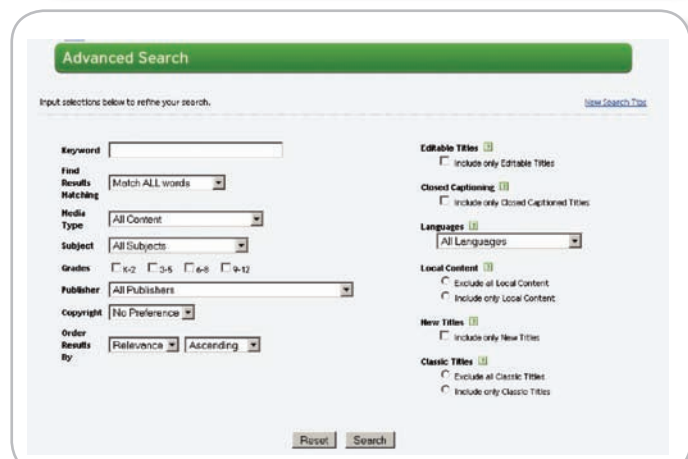 Advanced Search
Input selections below to refine your search.
New Search Tips
Keyword
Find
Results
Matching
Match ALL words
Media
Type
All Content
Subject
All Subjects
Grades
K-2 3-5 6-8 9-12
Publisher
All Publishers
Copyright
No Preference
Order
Results
By
Relevance Ascending
Editable Titles
Include only Editable Titles
Closed Captioning
Include only Closed Captioned Titles
Languages
All Languages
Local Content
Exclude all Local Content
Include only Local Content
New Titles
Include only New Titles
Classic Titles
Exclude all Classic Titles
Include only Classic Titles
Reset Search